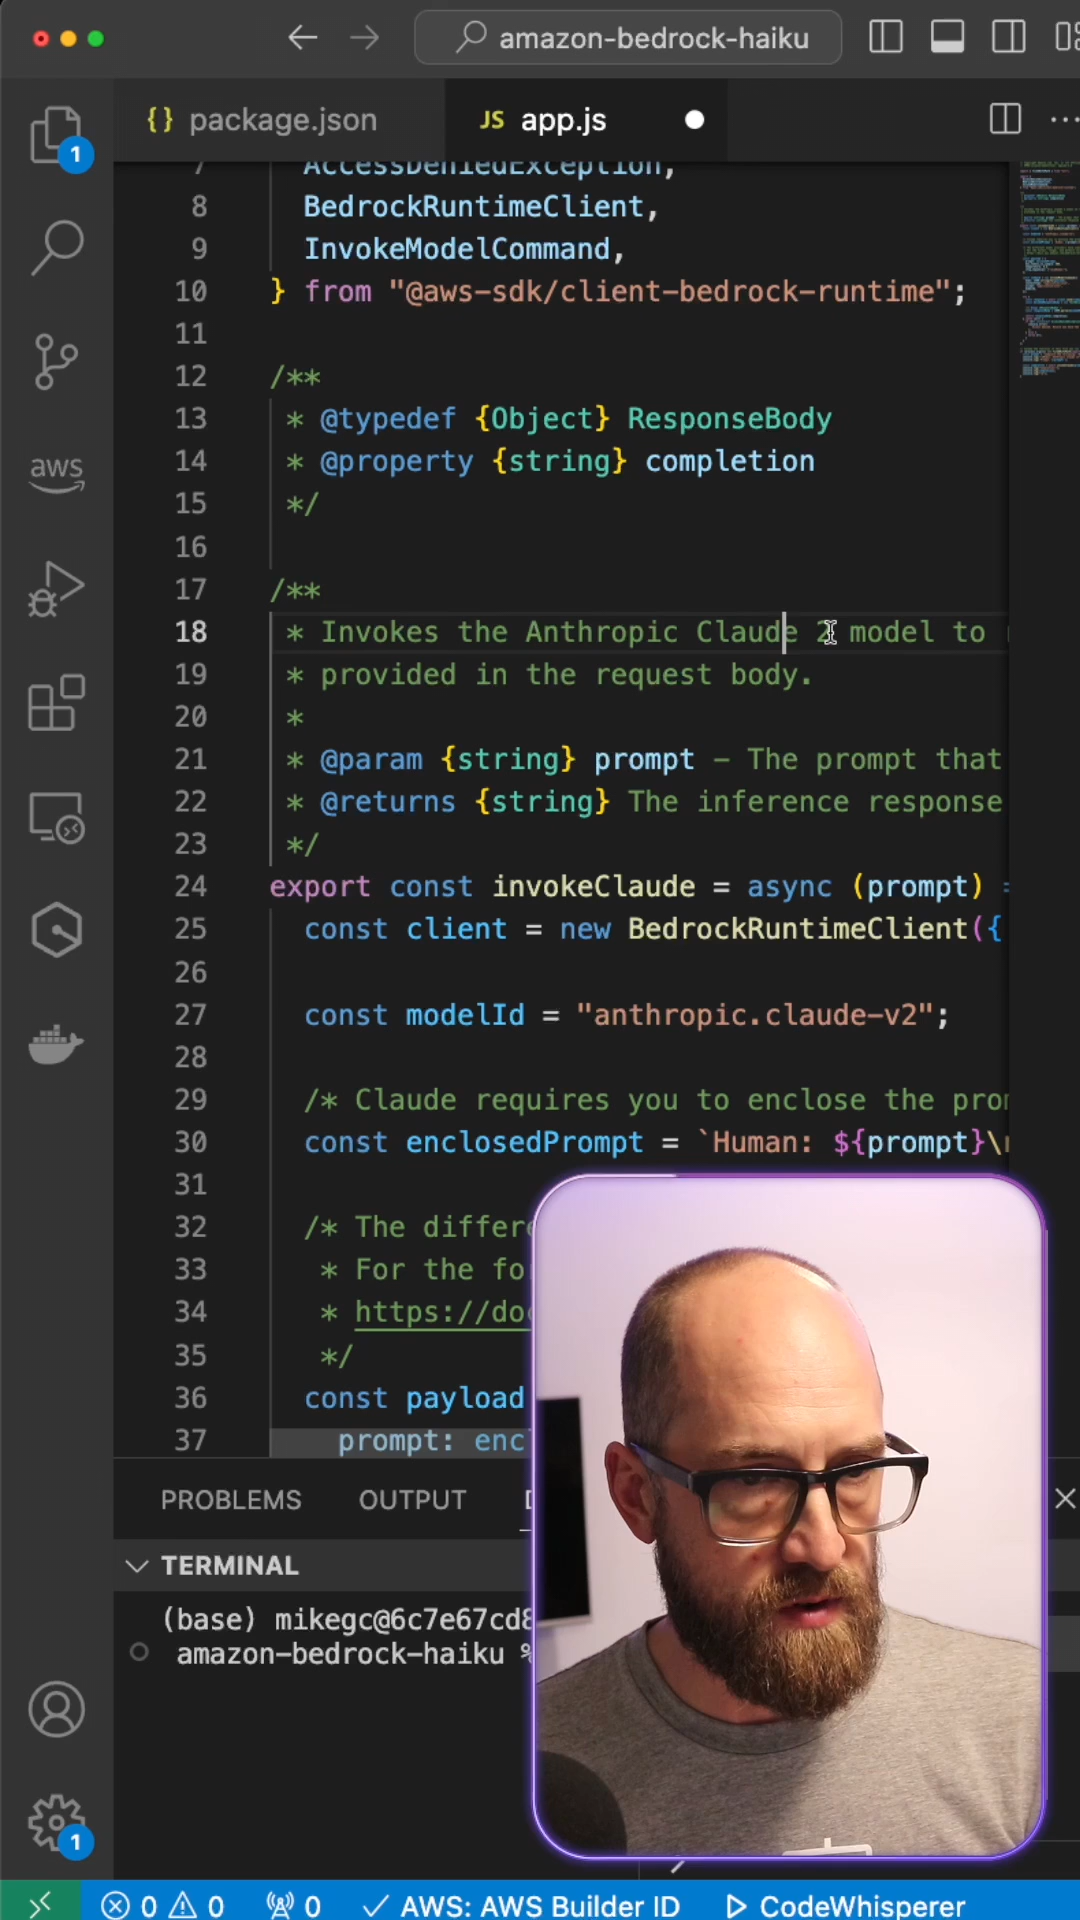 amazon-bedrock-haiku
{} package.json
JS app.js
1
7 AccessDeniedException,
8 BedrockRuntimeClient,
9 InvokeModelCommand,
10 } from "@aws-sdk/client-bedrock-runtime";
11
12 /**
13 * @typedef {Object} ResponseBody
14 * @property {string} completion
15 */
16
17 /**
18 * Invokes the Anthropic Claude 2 model to
19 * provided in the request body.
20 *
21 * @param {string} prompt - The prompt that
22 * @returns {string} The inference response
23 */
24 export const invokeClaude = async (prompt) =
25 const client = new BedrockRuntimeClient({
26
27 const modelId = "anthropic.claude-v2";
28
29 /* Claude requires you to enclose the
30 const enclosedPrompt = `Human: ${prompt}\
31
32 /* The
33 * For the
34 * https://
35 */
36 const payload
37 prompt:
aws
PROBLEMS OUTPUT
TERMINAL
(base) mikegc@6c7e67cd8
amazon-bedrock-haiku %
1
0 0 0 AWS: AWS Builder ID CodeWhisperer